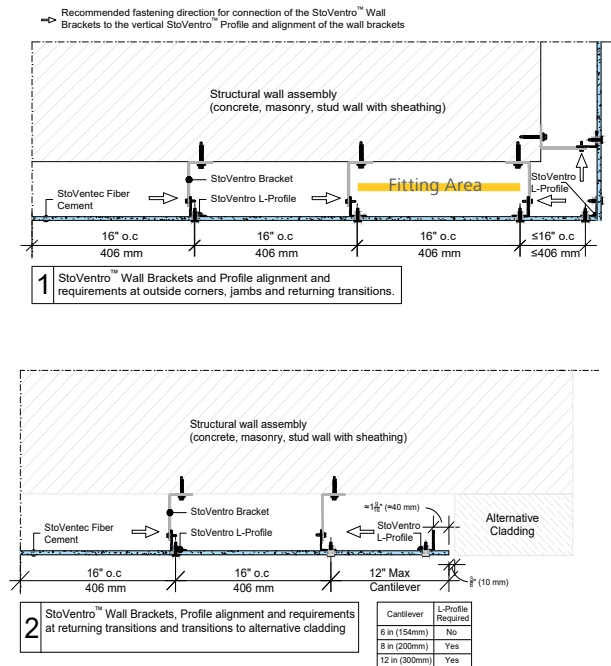 Recommended fastening direction for connection of the StoVentro™ Wall
Brackets to the vertical StoVentro™ Profile and alignment of the wall brackets
Structural wall assembly
(concrete, masonry, stud wall with sheathing)
StoVentro Bracket
StoVentec Fiber
Cement
StoVentro L-Profile
Fitting Area
StoVentro
L-Profile
16" o.c
406 mm
16" o.c
406 mm
16" o.c
406 mm
≤16" o.c
≤406 mm
1
StoVentro™ Wall Brackets and Profile alignment and
requirements at outside corners, jambs and returning transitions.
Structural wall assembly
(concrete, masonry, stud wall with sheathing)
StoVentro Bracket
StoVentec Fiber
Cement
StoVentro L-Profile
≈1 9/16" (≈40 mm)
StoVentro
L-Profile
Alternative
Cladding
16" o.c
406 mm
16" o.c
406 mm
12" Max
Cantilever
3/8" (10 mm)
2
StoVentro™ Wall Brackets, Profile alignment and requirements
at returning transitions and transitions to alternative cladding
Cantilever L-Profile
Required
6 in (154mm) No
8 in (200mm) Yes
12 in (300mm) Yes